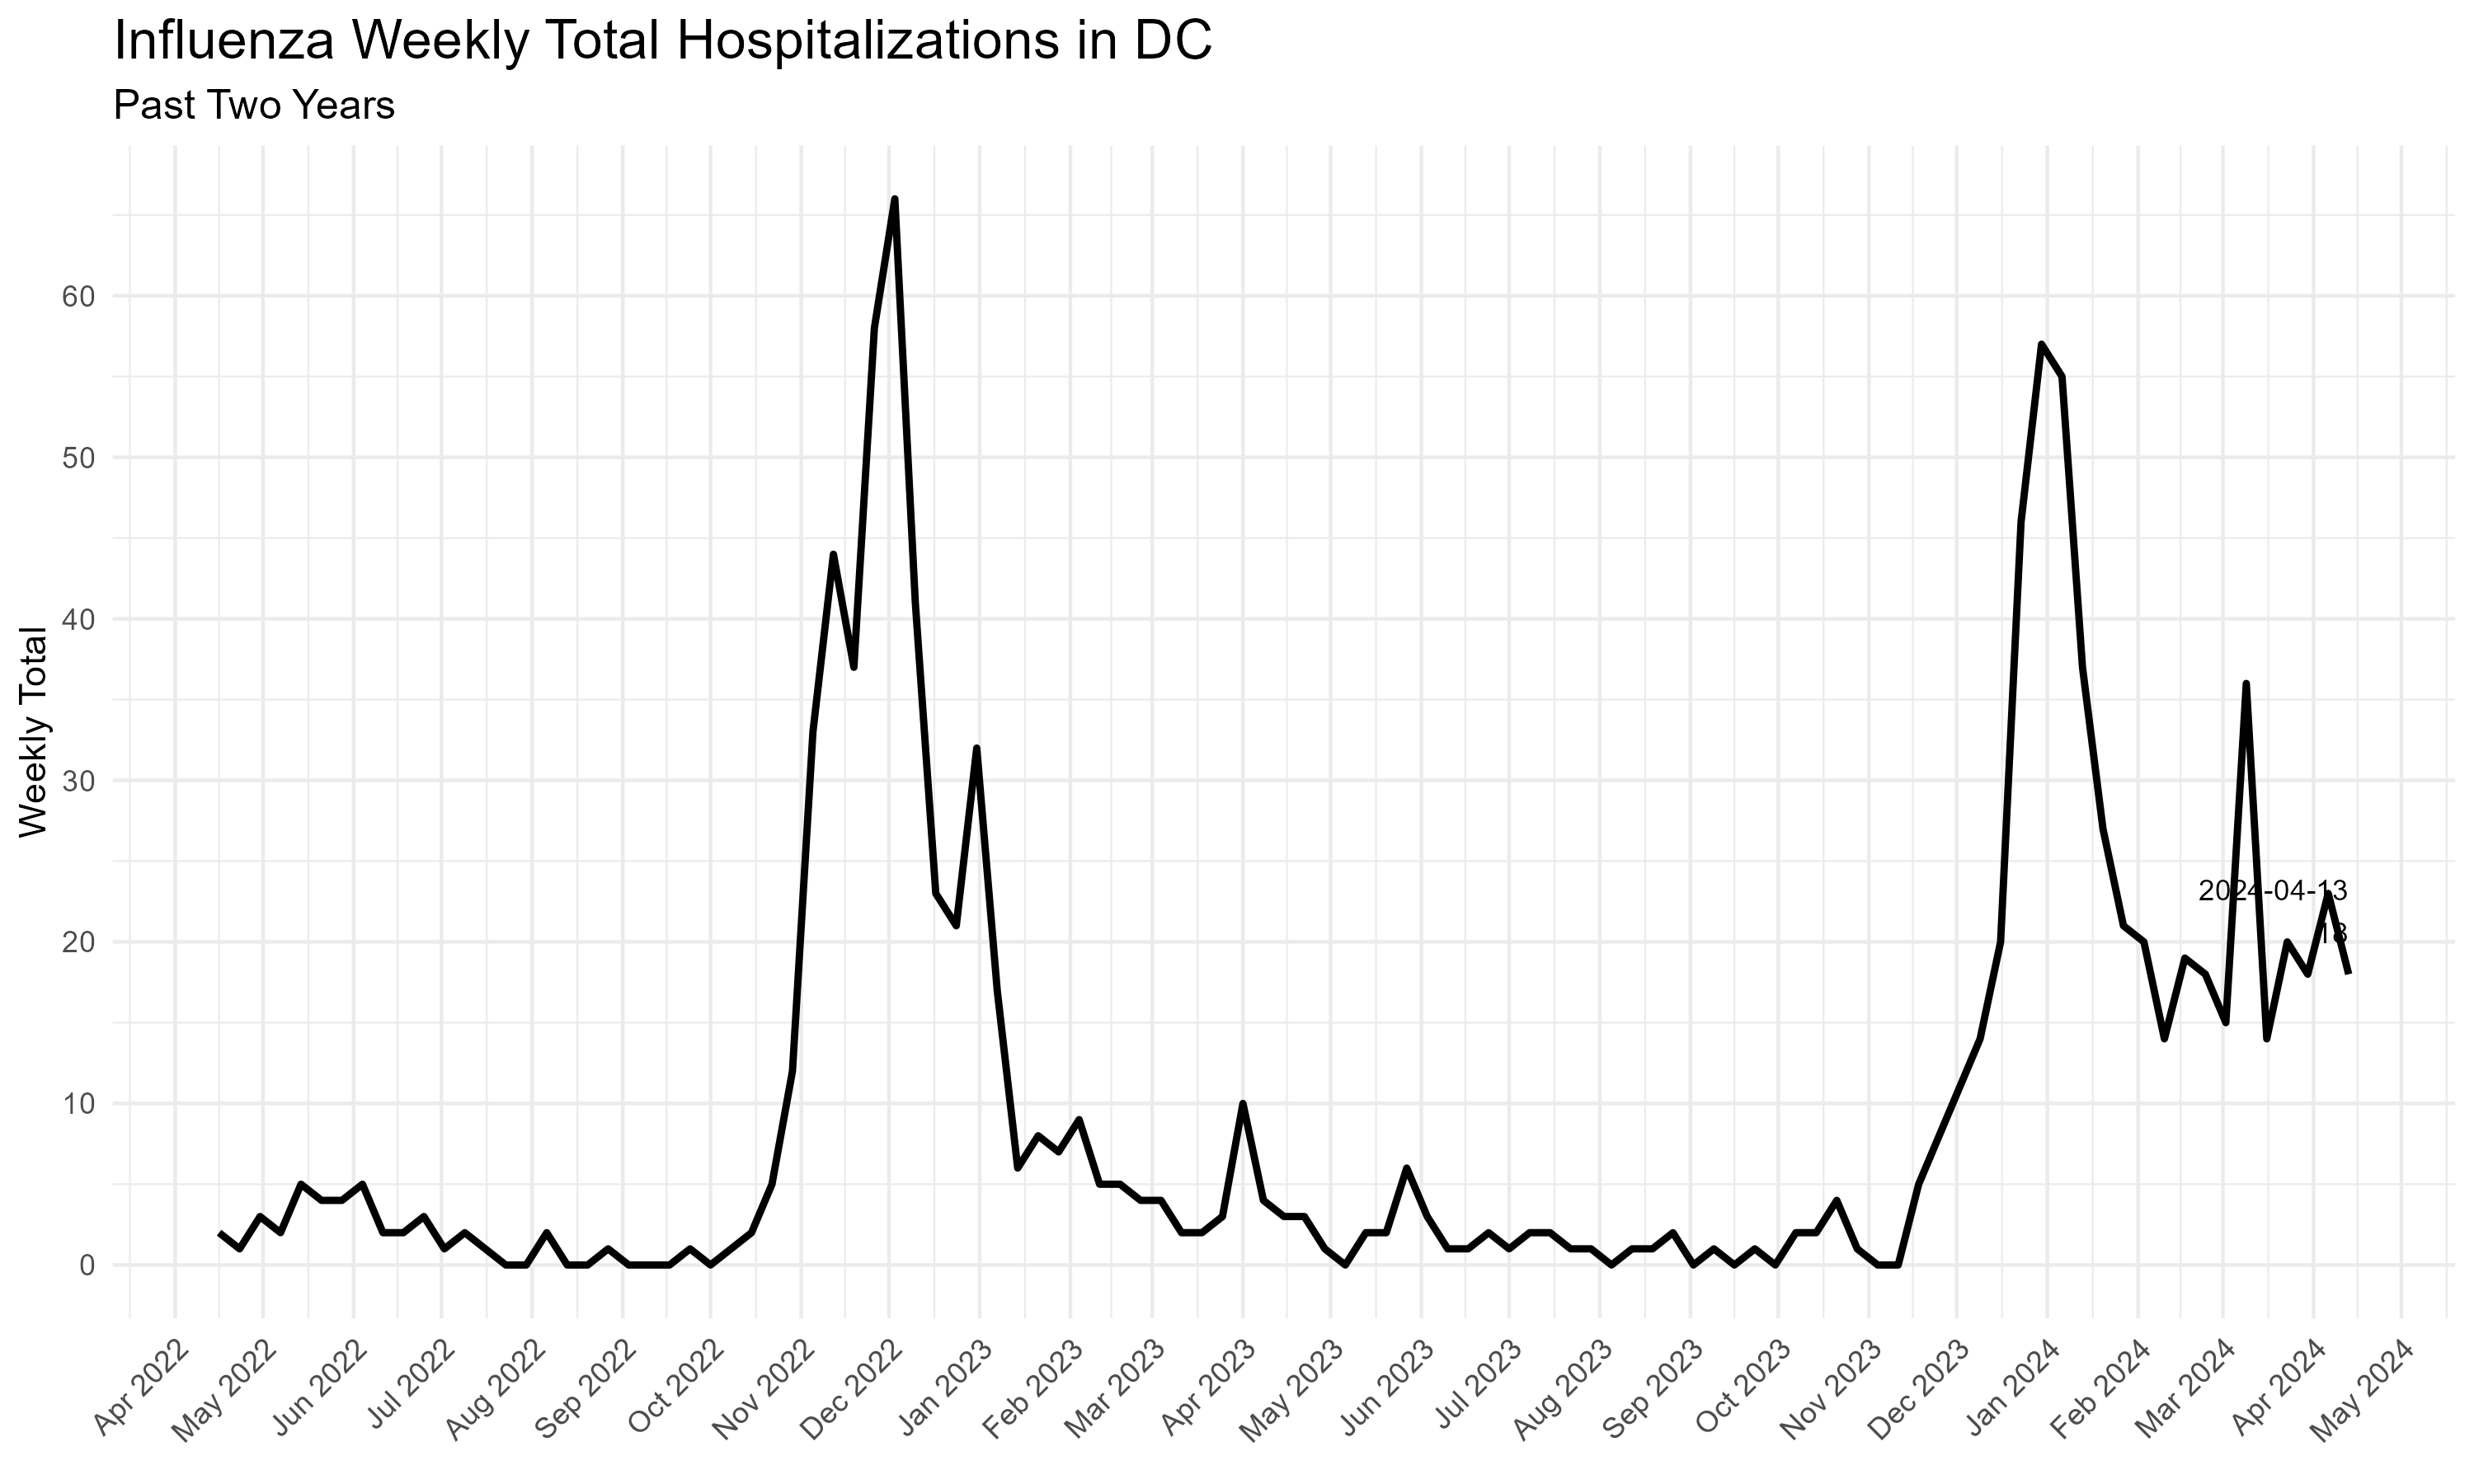 Influenza Weekly Total Hospitalizations in DC
Past Two Years
Weekly Total
60
50
40
30
20
10
0
2024-04-13
18
Apr 2022
May 2022
Jun 2022
Jul 2022
Aug 2022
Sep 2022
Oct 2022
Nov 2022
Dec 2022
Jan 2023
Feb 2023
Mar 2023
Apr 2023
May 2023
Jun 2023
Jul 2023
Aug 2023
Sep 2023
Oct 2023
Nov 2023
Dec 2023
Jan 2024
Feb 2024
Mar 2024
Apr 2024
May 2024